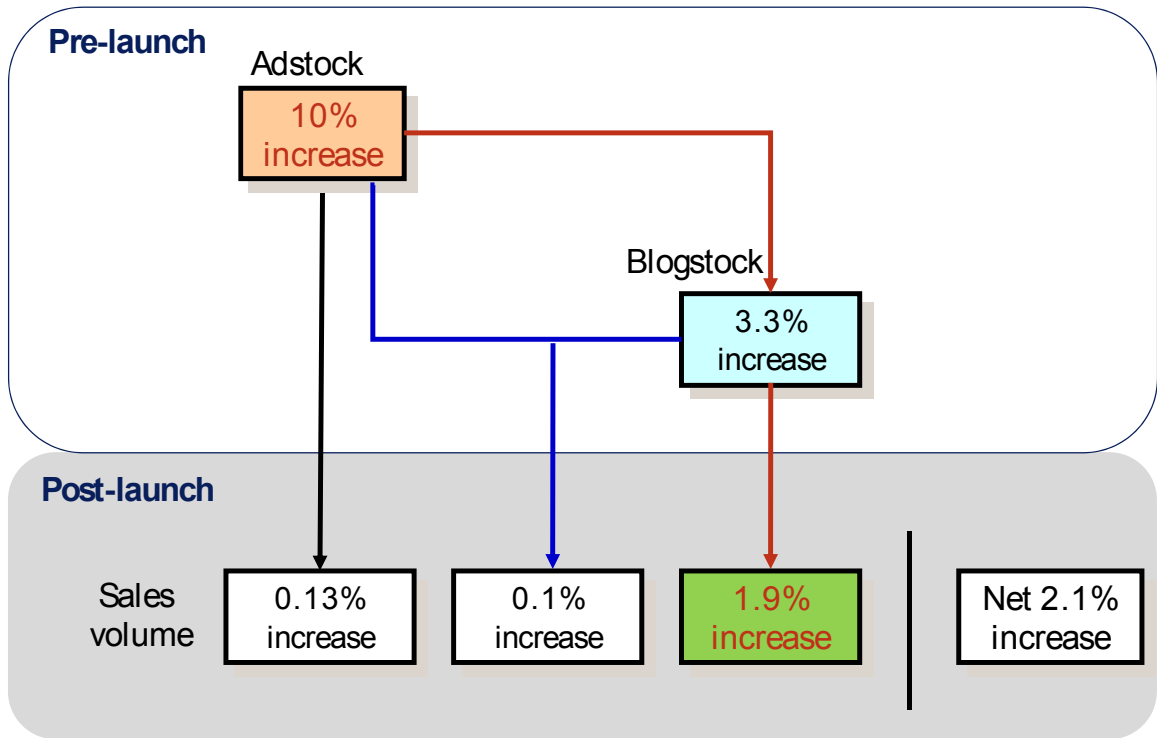 Pre-launch
Adstock
10%
increase
Blogstock
3.3%
increase
Post-launch
Sales
volume
0.13%
increase
0.1%
increase
1.9%
increase
Net 2.1%
increase